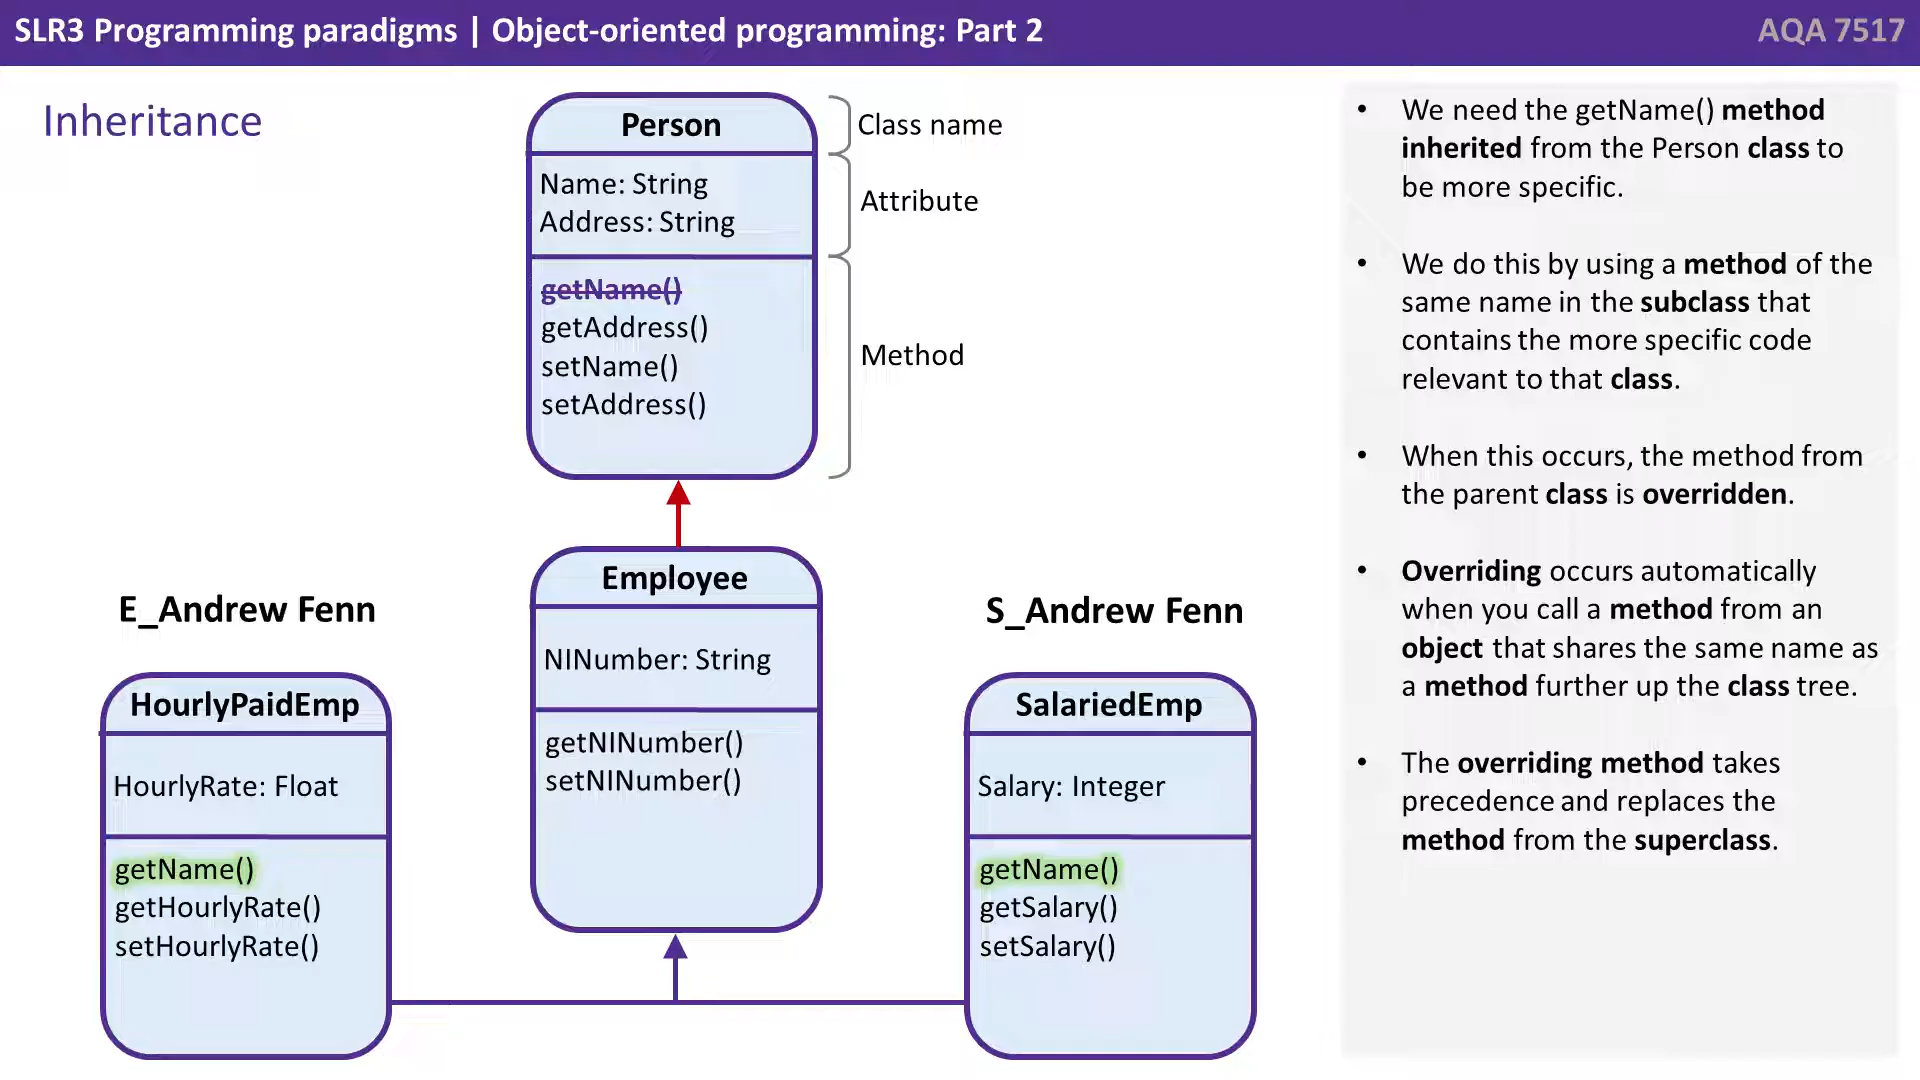 SLR3 Programming paradigms | Object-oriented programming: Part 2
AQA 7517
Inheritance
Person
Name: String
Address: String
getName()
getAddress()
setName()
setAddress()
Class name
Attribute
Method
Employee
NINumber: String
getNINumber()
setNINumber()
E_Andrew Fenn
HourlyPaidEmp
HourlyRate: Float
getName()
getHourlyRate()
setHourlyRate()
S_Andrew Fenn
SalariedEmp
Salary: Integer
getName()
getSalary()
setSalary()
• We need the getName() method
inherited from the Person class to
be more specific.
• We do this by using a method of the
same name in the subclass that
contains the more specific code
relevant to that class.
• When this occurs, the method from
the parent class is overridden.
• Overriding occurs automatically
when you call a method from an
object that shares the same name as
a method further up the class tree.
• The overriding method takes
precedence and replaces the
method from the superclass.